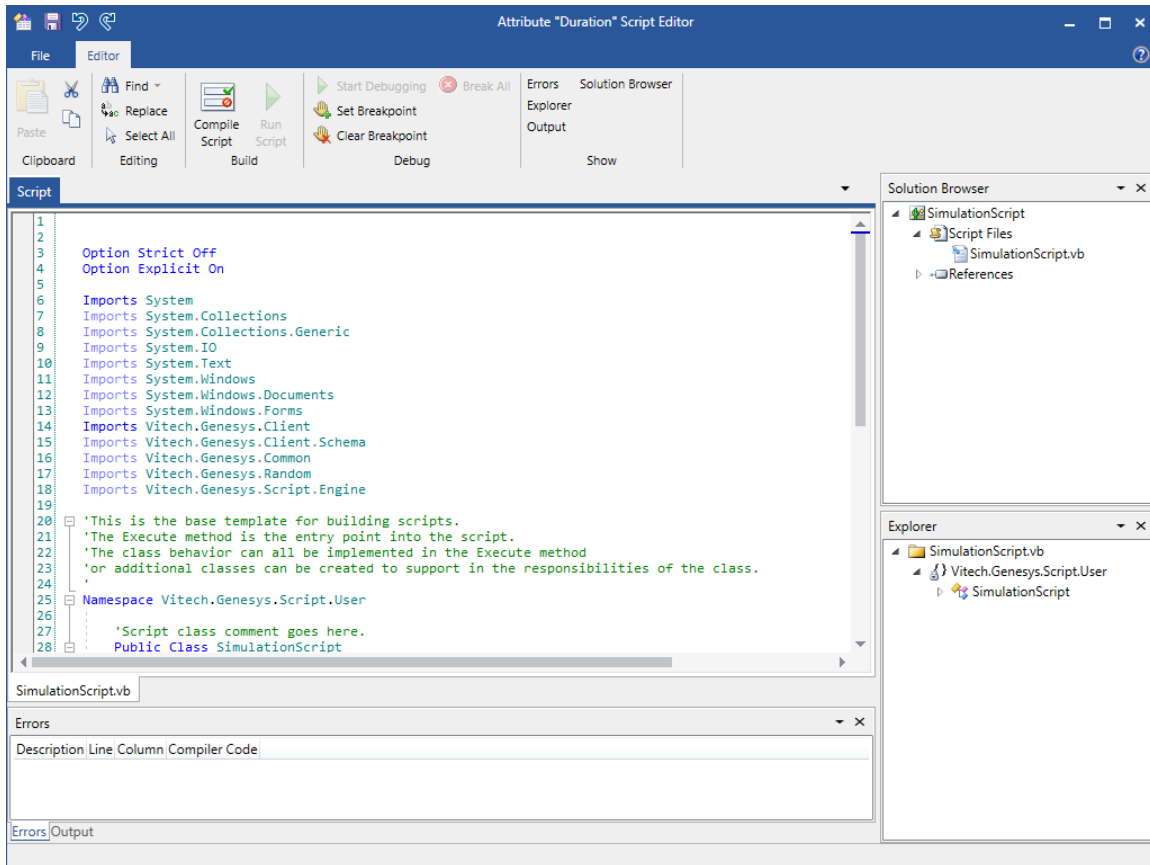 Attribute "Duration" Script Editor
File Editor
Paste
Find
Replace
Select All
Compile Script
Run Script
Start Debugging
Break All
Set Breakpoint
Clear Breakpoint
Errors Solution Browser
Explorer
Output
Clipboard Editing Build Debug Show
Script
1
2
3 Option Strict Off
4 Option Explicit On
5
6 Imports System
7 Imports System.Collections
8 Imports System.Collections.Generic
9 Imports System.IO
10 Imports System.Text
11 Imports System.Windows
12 Imports System.Windows.Documents
13 Imports System.Windows.Forms
14 Imports Vitech.Genesys.Client
15 Imports Vitech.Genesys.Client.Schema
16 Imports Vitech.Genesys.Common
17 Imports Vitech.Genesys.Random
18 Imports Vitech.Genesys.Script.Engine
19
20 'This is the base template for building scripts.
21 'The Execute method is the entry point into the script.
22 'The class behavior can all be implemented in the Execute method
23 'or additional classes can be created to support in the responsibilities of the class.
24 '
25 Namespace Vitech.Genesys.Script.User
26
27 'Script class comment goes here.
28 Public Class SimulationScript
SimulationScript.vb
Errors
Description Line Column Compiler Code
Errors Output
Solution Browser
SimulationScript
Script Files
SimulationScript.vb
References
Explorer
SimulationScript.vb
Vitech.Genesys.Script.User
SimulationScript